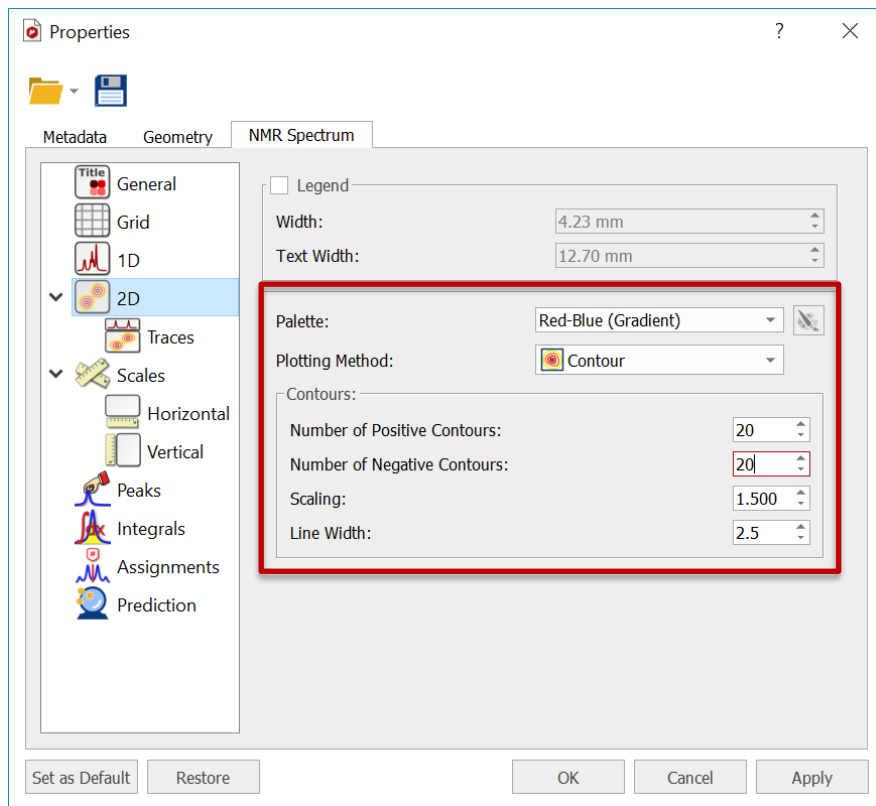 Properties
?
Metadata Geometry NMR Spectrum
Title
General
Grid
1D
2D
Traces
Scales
Horizontal
Vertical
Peaks
Integrals
Assignments
Prediction
Legend
Width: 4.23 mm
Text Width: 12.70 mm
Palette: Red-Blue (Gradient)
Plotting Method: Contour
Contours:
Number of Positive Contours: 20
Number of Negative Contours: 20
Scaling: 1.500
Line Width: 2.5
Set as Default Restore OK Cancel Apply